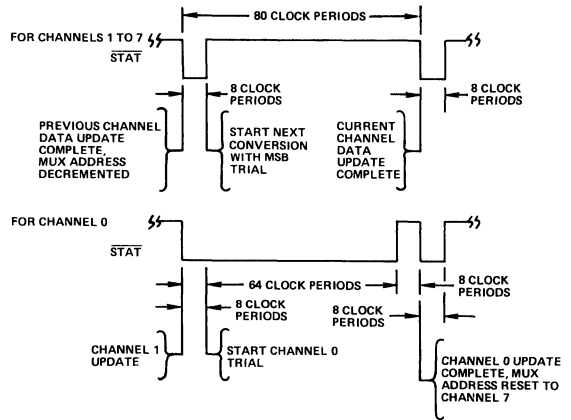 80 CLOCK PERIODS
FOR CHANNELS 1 TO 7
STAT
8 CLOCK
PERIODS
8 CLOCK
PERIODS
PREVIOUS CHANNEL
DATA UPDATE
COMPLETE,
MUX ADDRESS
DECREMENTED
START NEXT
CONVERSION
WITH MSB
TRIAL
CURRENT
CHANNEL
DATA
UPDATE
COMPLETE
FOR CHANNEL 0
STAT
64 CLOCK PERIODS
8 CLOCK
PERIODS
8 CLOCK
PERIODS
8 CLOCK
PERIODS
CHANNEL 1
UPDATE
START CHANNEL 0
TRIAL
CHANNEL 0 UPDATE
COMPLETE, MUX
ADDRESS RESET TO
CHANNEL 7